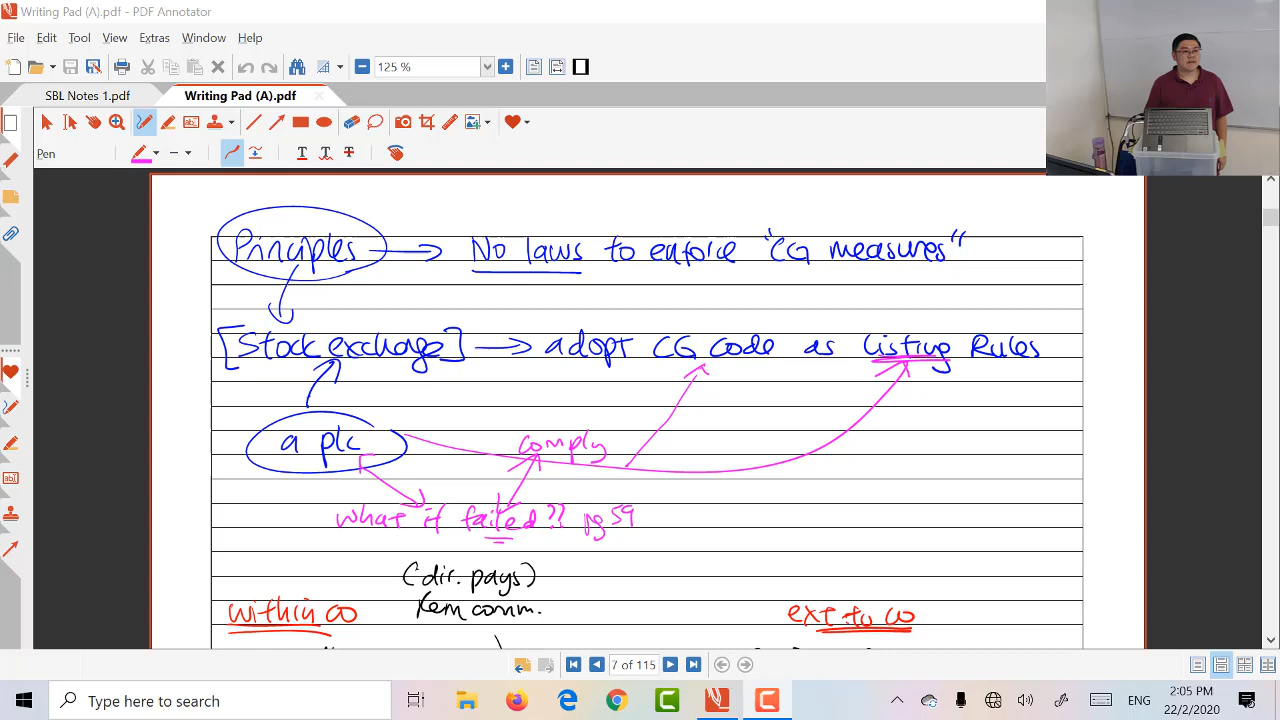 Writing Pad (A).pdf - PDF Annotator
File Edit Tool View Extras Window Help
125 %
SBL Notes 1.pdf Writing Pad (A).pdf
Pen
Principles → No laws to enforce "CG measures"
[Stock exchange] → adopt CG code as Listing Rules
a plc
comply
what if failed?? pg 59
(dir. pays)
within co Rem comm. ext. to co
7 of 115
Type here to search
ENG
2:05 PM
22/2/2020